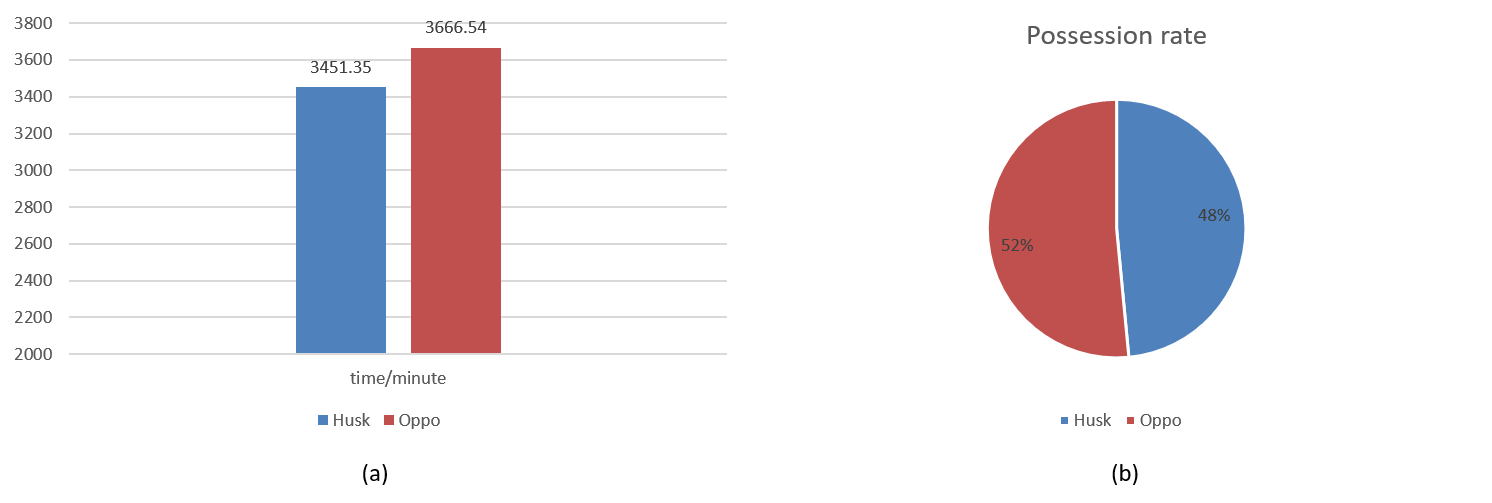 3800
3600
3400
3200
3000
2800
2600
2400
2200
2000
3451.35
3666.54
time/minute
Husk Oppo
(a)
Possession rate
48%
52%
Husk Oppo
(b)